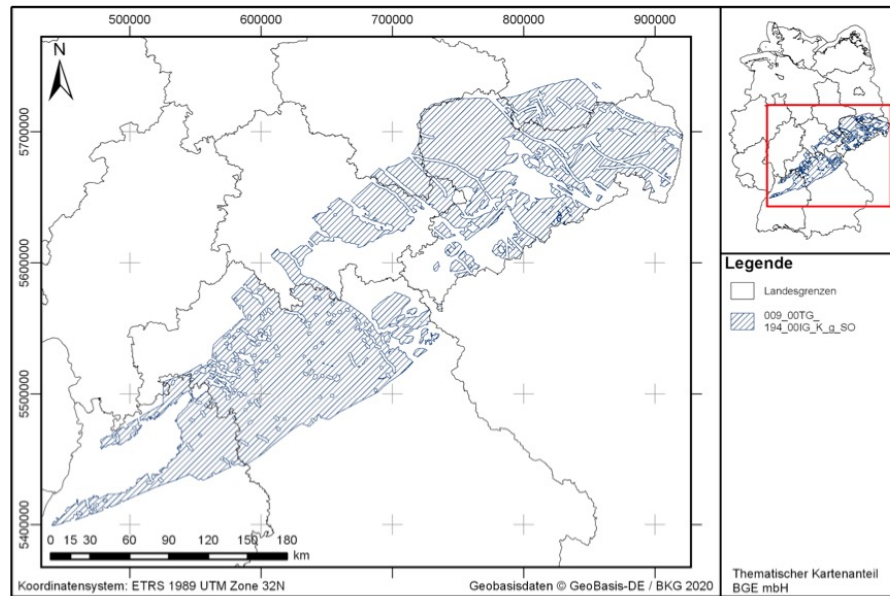 500000 600000 700000 800000 900000
N
5700000
5600000
5500000
5400000
0 15 30 60 90 120 150 180
km
Koordinatensystem: ETRS 1989 UTM Zone 32N
Geobasisdaten © GeoBasis-DE / BKG 2020
Legende
Landesgrenzen
009_00TG_
194_00IG_K_g_SO
Thematischer Kartenanteil
BGE mbH